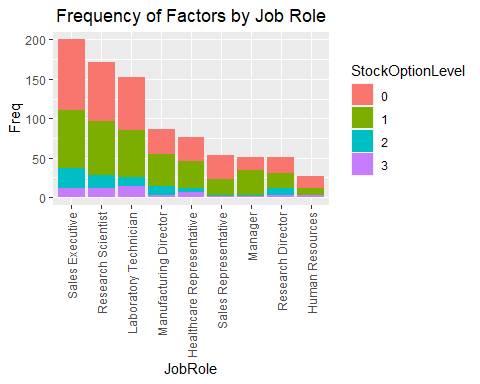 Frequency of Factors by Job Role
Freq
200
150
100
50
0
Sales Executive
Research Scientist
Laboratory Technician
Manufacturing Director
Healthcare Representative
Sales Representative
Manager
Research Director
Human Resources
JobRole
StockOptionLevel
0
1
2
3